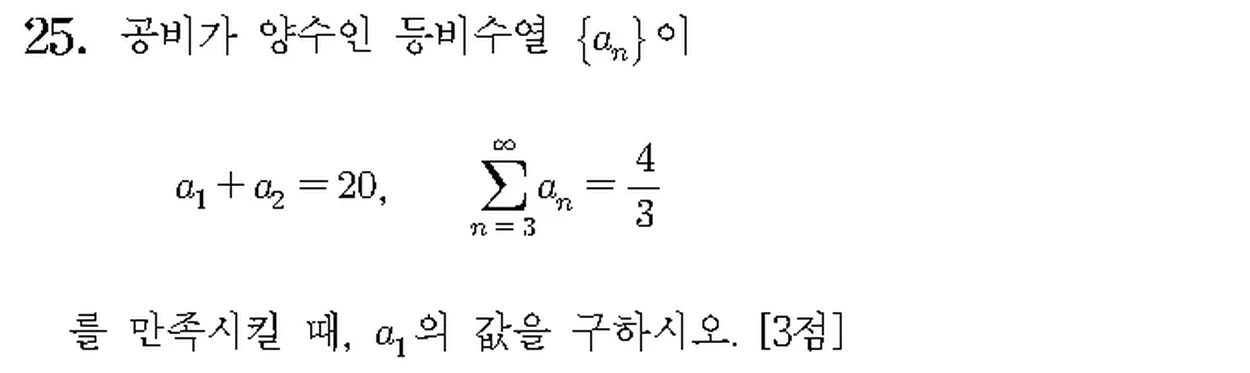 25. 공비가 양수인 등비수열 {aₙ}이
a₁ + a₂ = 20, ∑_{n=3}^{∞} aₙ = 4/3
를 만족시킬 때, a₁의 값을 구하시오. [3점]